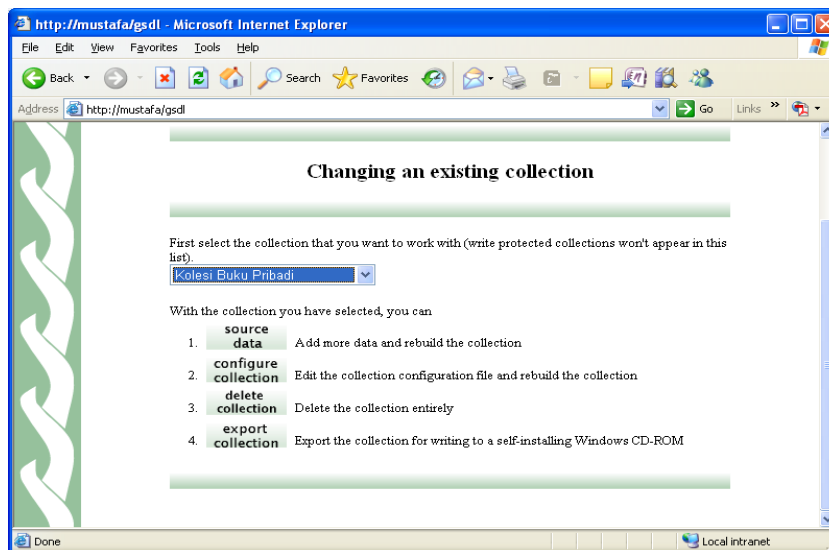 http://mustafa/gsdl - Microsoft Internet Explorer
File Edit View Favorites Tools Help
Back Search Favorites
Address http://mustafa/gsdl Go Links »
Changing an existing collection
First select the collection that you want to work with (write protected collections won't appear in this
list).
Kolesi Buku Pribadi
With the collection you have selected, you can
1. source data Add more data and rebuild the collection
2. configure collection Edit the collection configuration file and rebuild the collection
3. delete collection Delete the collection entirely
4. export collection Export the collection for writing to a self-installing Windows CD-ROM
Done Local intranet